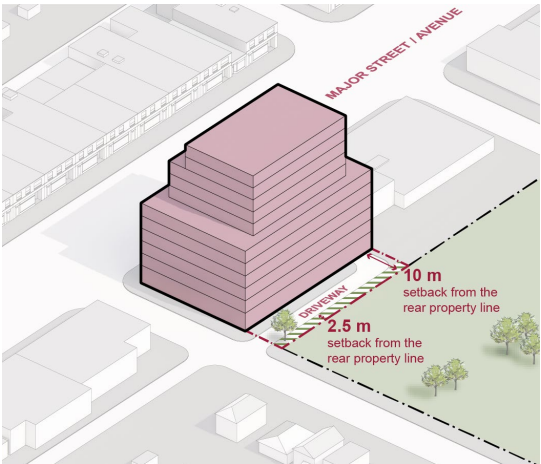 MAJOR STREET / AVENUE
10 m
setback from the
rear property line
DRIVEWAY
2.5 m
setback from the
rear property line